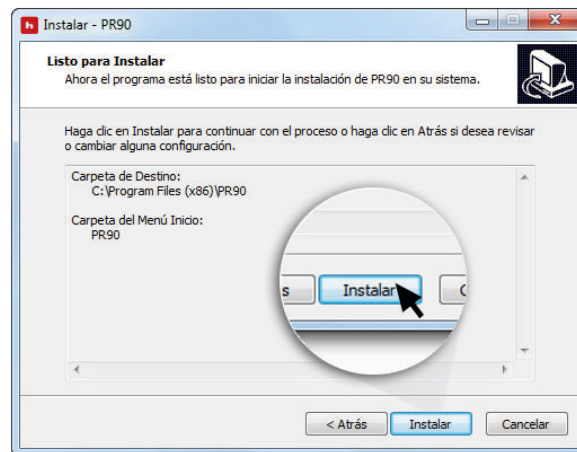 h Instalar - PR90
Listo para Instalar
Ahora el programa está listo para iniciar la instalación de PR90 en su sistema.
Haga clic en Instalar para continuar con el proceso o haga clic en Atrás si desea revisar
o cambiar alguna configuración.
Carpeta de Destino:
C:\Program Files (x86)\PR90
Carpeta del Menú Inicio:
PR90
s Instalar C
< Atrás Instalar Cancelar